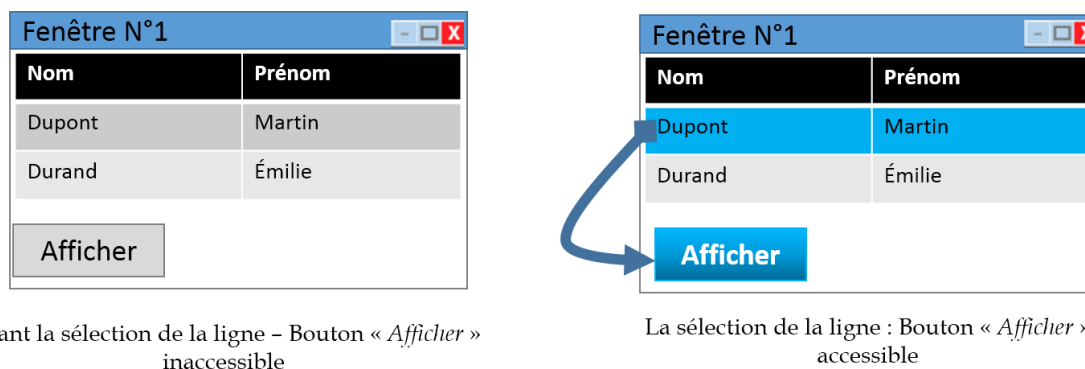 Fenêtre N°1
Nom Prénom
Dupont Martin
Durand Émilie
Afficher
ant la sélection de la ligne – Bouton « Afficher »
inaccessible
Fenêtre N°1
Nom Prénom
Dupont Martin
Durand Émilie
Afficher
La sélection de la ligne : Bouton « Afficher »
accessible